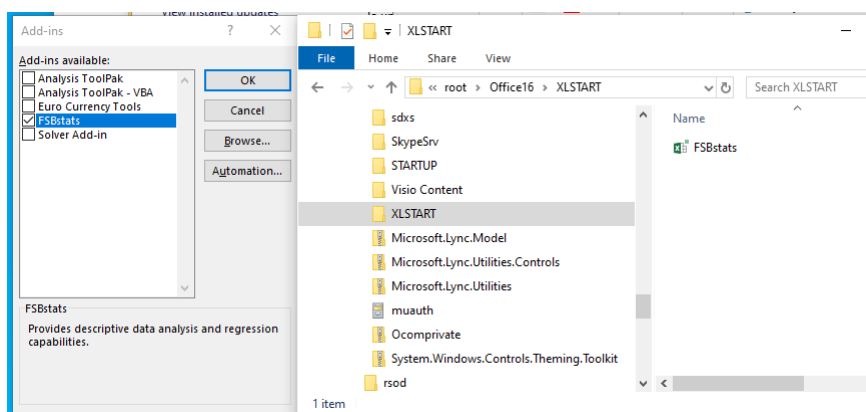 View installed updates
Add-ins
?
Add-ins available:
Analysis ToolPak
Analysis ToolPak - VBA
Euro Currency Tools
FSBstats
Solver Add-in
OK
Cancel
Browse...
Automation...
FSBstats
Provides descriptive data analysis and regression
capabilities.
XLSTART
File
Home
Share
View
« root > Office16 > XLSTART
Search XLSTART
sdxs
SkypeSrv
STARTUP
Visio Content
XLSTART
Microsoft.Lync.Model
Microsoft.Lync.Utilities.Controls
Microsoft.Lync.Utilities
muauth
Ocomprivate
System.Windows.Controls.Theming.Toolkit
rsod
Name
FSBstats
1 item